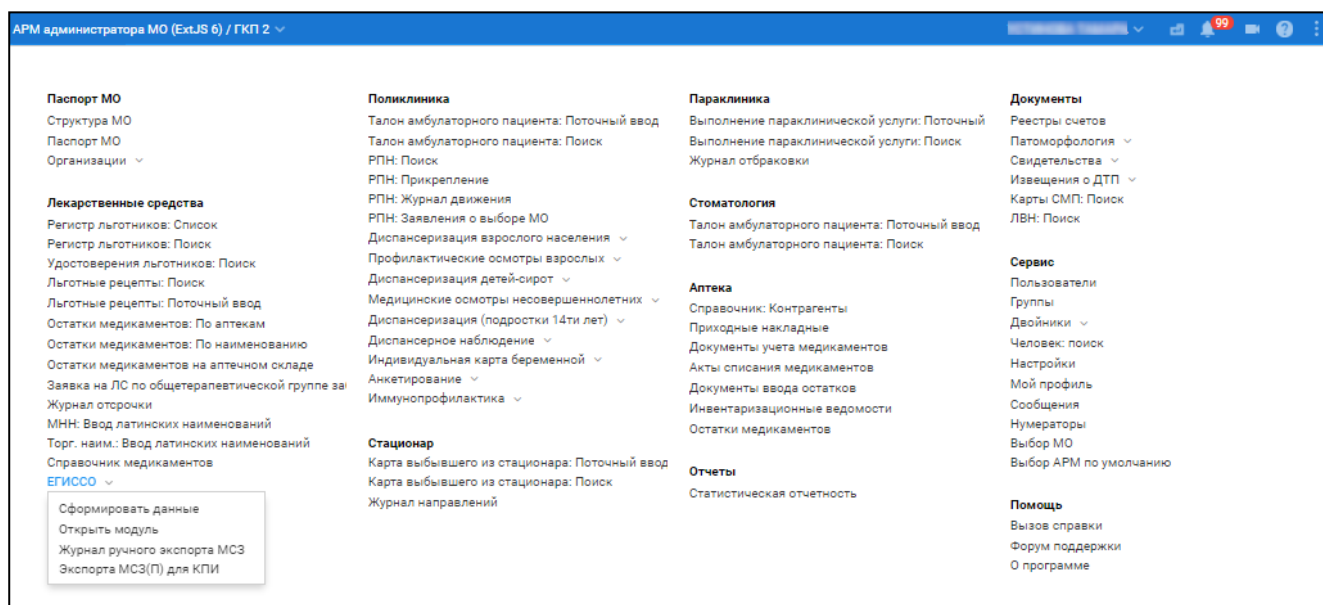 АРМ администратора МО (ExtJS 6) / ГКП 2
99
Паспорт МО
Структура МО
Паспорт МО
Организации
Лекарственные средства
Регистр льготников: Список
Регистр льготников: Поиск
Удостоверения льготников: Поиск
Льготные рецепты: Поиск
Льготные рецепты: Поточный ввод
Остатки медикаментов: По аптекам
Остатки медикаментов: По наименованию
Остатки медикаментов на аптечном складе
Заявка на ЛС по общетерапевтической группе за
Журнал отсрочки
МНН: Ввод латинских наименований
Торг. наим.: Ввод латинских наименований
Справочник медикаментов
ЕГИССО
Сформировать данные
Открыть модуль
Журнал ручного экспорта МСЗ
Экспорта МСЗ(П) для КПИ
Поликлиника
Талон амбулаторного пациента: Поточный ввод
Талон амбулаторного пациента: Поиск
РПН: Поиск
РПН: Прикрепление
РПН: Журнал движения
РПН: Заявления о выборе МО
Диспансеризация взрослого населения
Профилактические осмотры взрослых
Диспансеризация детей-сирот
Медицинские осмотры несовершеннолетних
Диспансеризация (подростки 14ти лет)
Диспансерное наблюдение
Индивидуальная карта беременной
Анкетирование
Иммунопрофилактика
Стационар
Карта выбывшего из стационара: Поточный ввод
Карта выбывшего из стационара: Поиск
Журнал направлений
Параклиника
Выполнение параклинической услуги: Поточный
Выполнение параклинической услуги: Поиск
Журнал отбраковки
Стоматология
Талон амбулаторного пациента: Поточный ввод
Талон амбулаторного пациента: Поиск
Аптека
Справочник: Контрагенты
Приходные накладные
Документы учета медикаментов
Акты списания медикаментов
Документы ввода остатков
Инвентаризационные ведомости
Остатки медикаментов
Отчеты
Статистическая отчетность
Документы
Реестры счетов
Патоморфология
Свидетельства
Извещения о ДТП
Карты СМП: Поиск
ЛВН: Поиск
Сервис
Пользователи
Группы
Двойники
Человек: поиск
Настройки
Мой профиль
Сообщения
Нумераторы
Выбор МО
Выбор АРМ по умолчанию
Помощь
Вызов справки
Форум поддержки
О программе